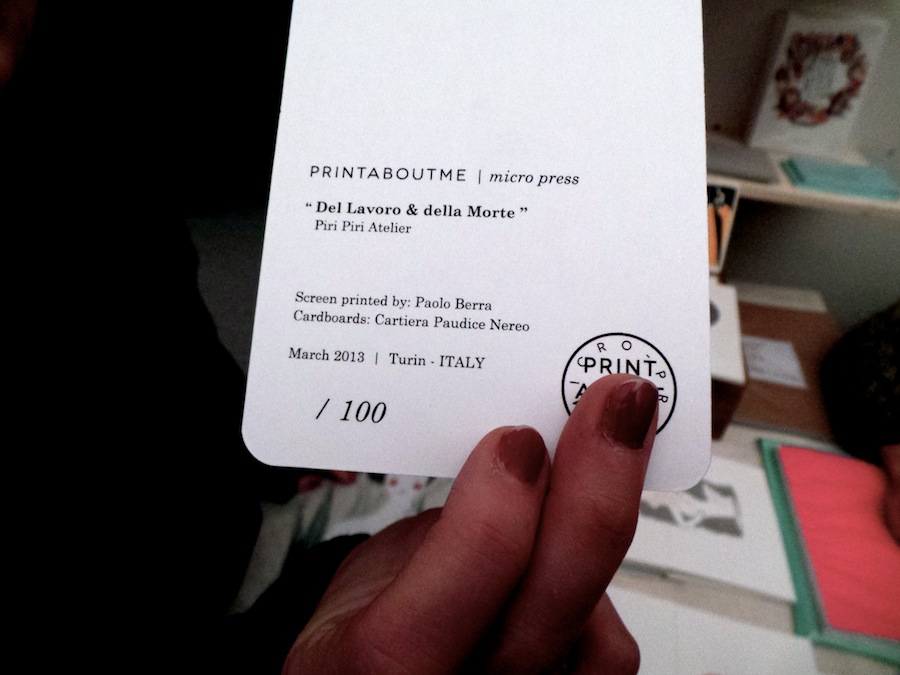 PRINTABOUTME | micro press
“Del Lavoro & della Morte”
Piri Piri Atelier
Screen printed by: Paolo Berra
Cardboards: Cartiera Paudice Nereo
March 2013 | Turin - ITALY
/ 100
PRINT